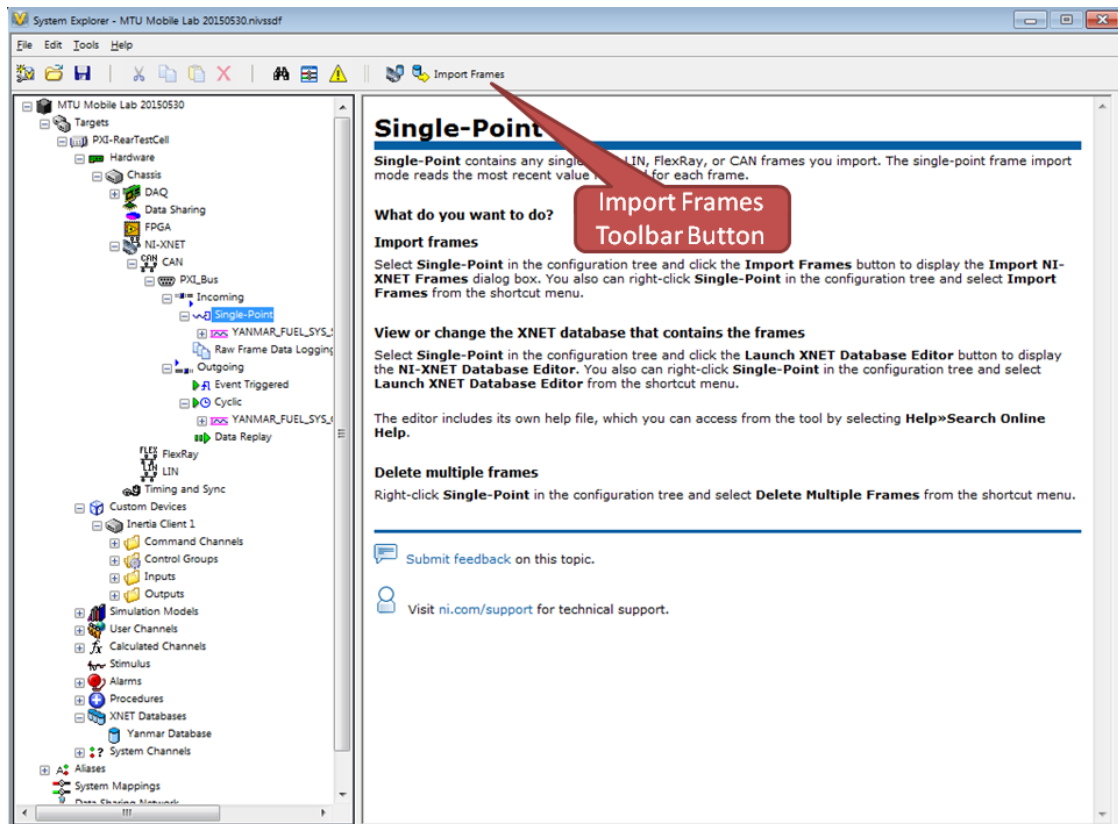 System Explorer - MTU Mobile Lab 20150530.nivssdf
File Edit Tools Help
Import Frames
MTU Mobile Lab 20150530
Targets
PXI-RearTestCell
Hardware
Chassis
DAQ
Data Sharing
FPGA
NI-XNET
CAN
PXI_Bus
Incoming
Single-Point
YANMAR_FUEL_SYS_
Raw Frame Data Logging
Outgoing
Event Triggered
Cyclic
YANMAR_FUEL_SYS_
Data Replay
FlexRay
LIN
Timing and Sync
Custom Devices
Inertia Client 1
Command Channels
Control Groups
Inputs
Outputs
Simulation Models
User Channels
Calculated Channels
Stimulus
Alarms
Procedures
XNET Databases
Yanmar Database
System Channels
Aliases
System Mappings
Data Sharing Network
Single-Point
Single-Point contains any LIN, FlexRay, or CAN frames you import. The single-point frame import
mode reads the most recent value for each frame.
Import Frames
Toolbar Button
What do you want to do?
Import frames
Select Single-Point in the configuration tree and click the Import Frames button to display the Import NI-
XNET Frames dialog box. You also can right-click Single-Point in the configuration tree and select Import
Frames from the shortcut menu.
View or change the XNET database that contains the frames
Select Single-Point in the configuration tree and click the Launch XNET Database Editor button to display
the NI-XNET Database Editor. You also can right-click Single-Point in the configuration tree and select
Launch XNET Database Editor from the shortcut menu.
The editor includes its own help file, which you can access from the tool by selecting Help»Search Online
Help.
Delete multiple frames
Right-click Single-Point in the configuration tree and select Delete Multiple Frames from the shortcut menu.
Submit feedback on this topic.
Visit ni.com/support for technical support.